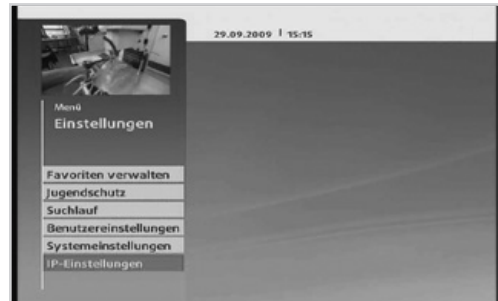 29.09.2009 | 15:15
Menü
Einstellungen
Favoriten verwalten
Jugendschutz
Suchlauf
Benutzereinstellungen
Systemeinstellungen
IP-Einstellungen